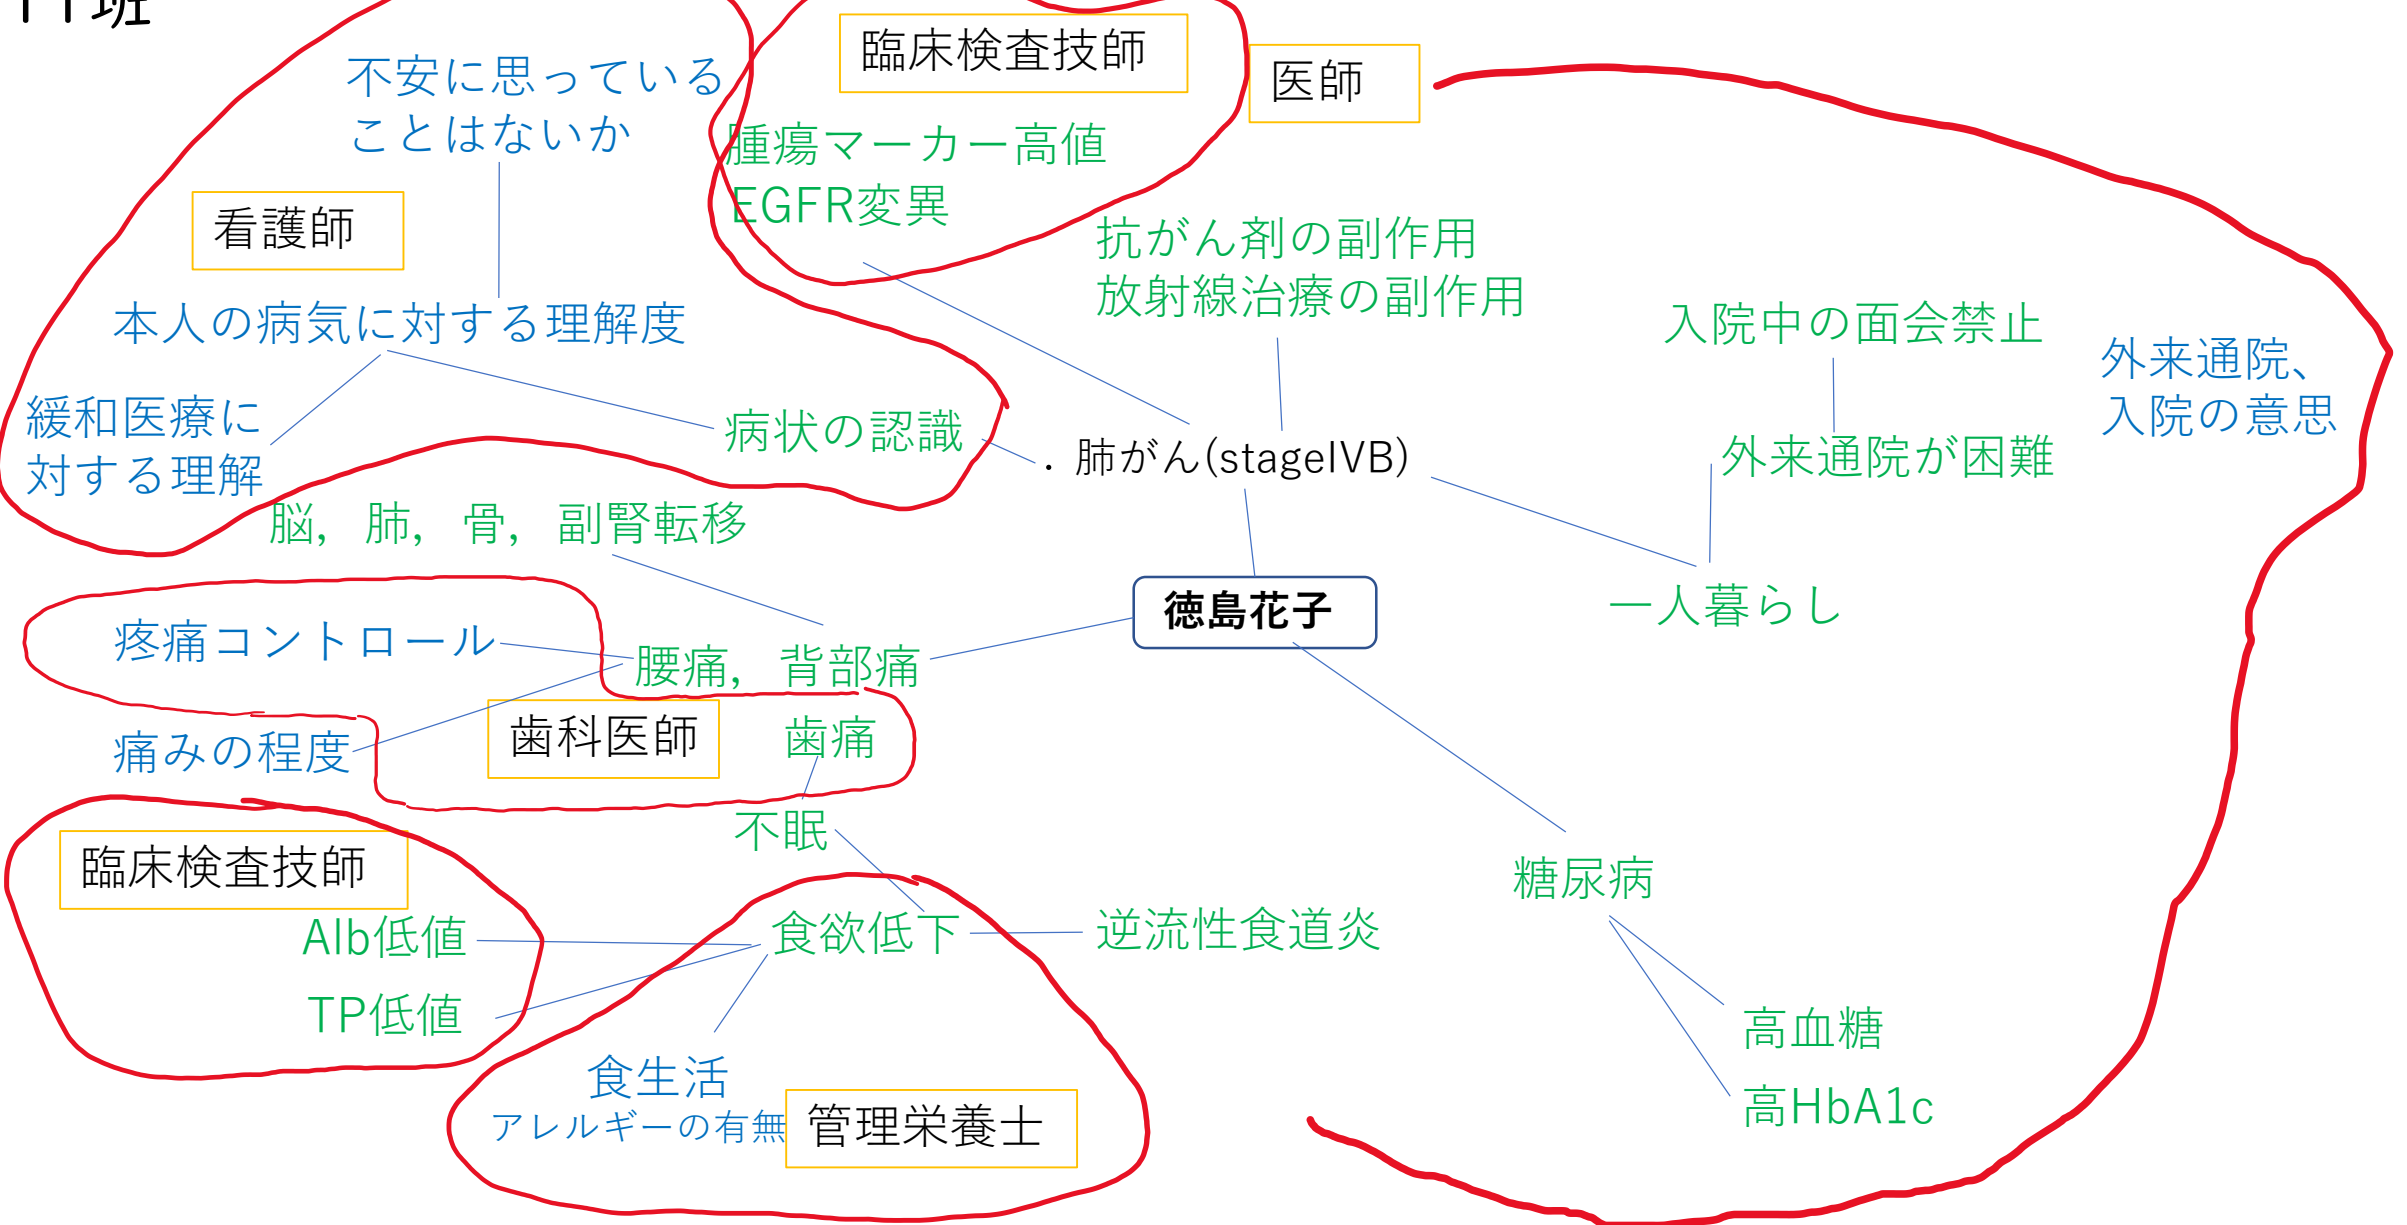 11班
臨床検査技師
医師
不安に思っている
ことはないか
腫瘍マーカー高値
EGFR変異
看護師
抗がん剤の副作用
放射線治療の副作用
本人の病気に対する理解度
入院中の面会禁止
外来通院、
入院の意思
緩和医療に
対する理解
病状の認識
. 肺がん(stageIVB)
外来通院が困難
脳, 肺, 骨, 副腎転移
徳島花子
一人暮らし
疼痛コントロール
腰痛, 背部痛
痛みの程度
歯科医師
歯痛
不眠
臨床検査技師
糖尿病
Alb低値
食欲低下
逆流性食道炎
TP低値
高血糖
食生活
アレルギーの有無
管理栄養士
高HbA1c